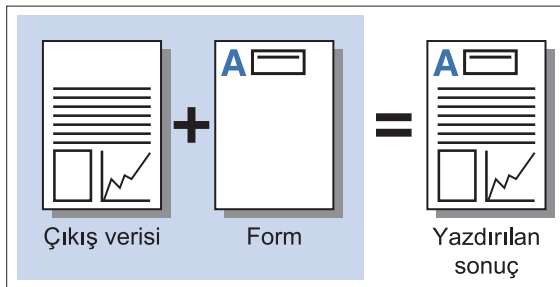 A
A
+
=
Çıkış verisi
Form
Yazdırılan
sonuç